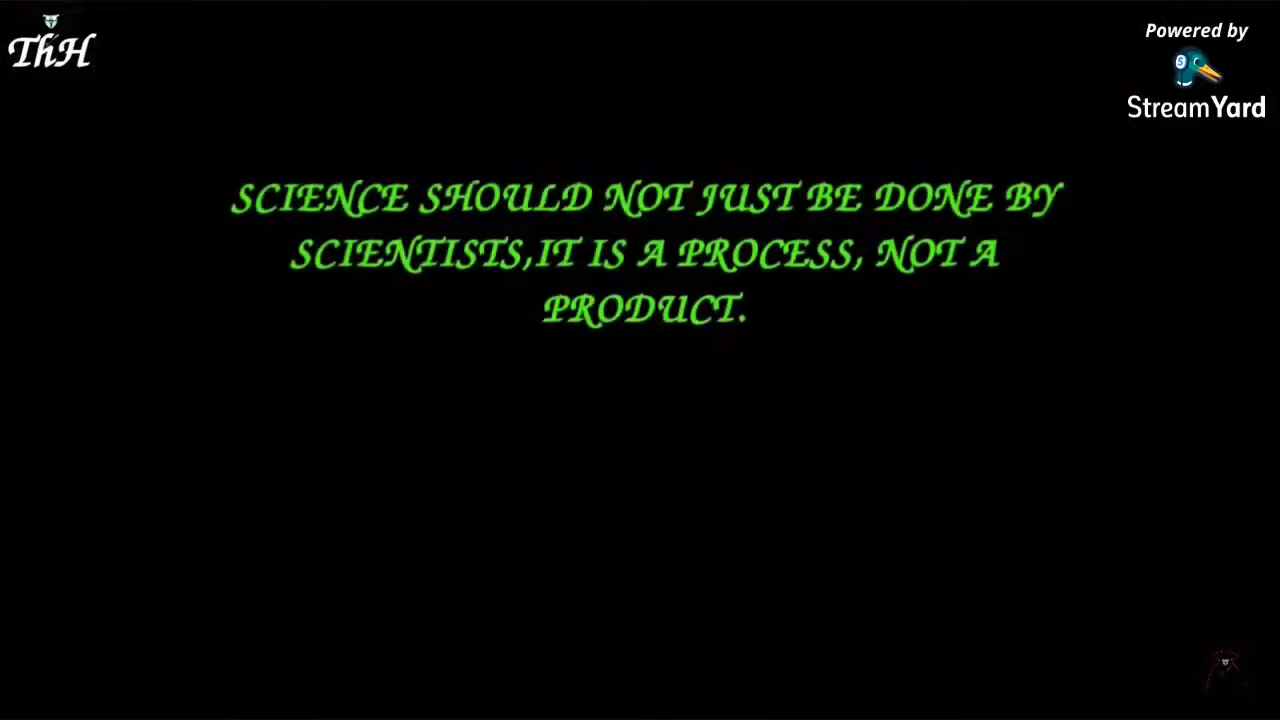 ThH
Powered by
S
StreamYard
SCIENCE SHOULD NOT JUST BE DONE BY
SCIENTISTS,IT IS A PROCESS, NOT A
PRODUCT.